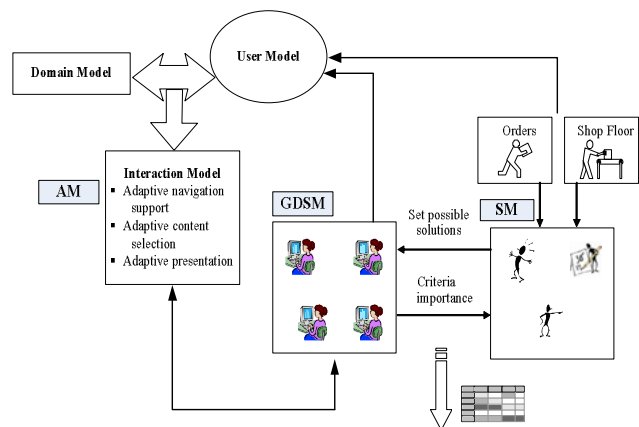 User Model
Domain Model
Orders
Shop Floor
Interaction Model
▪ Adaptive navigation
support
▪ Adaptive content
selection
▪ Adaptive presentation
AM
GDSM
Set possible
solutions
SM
Criteria
importance